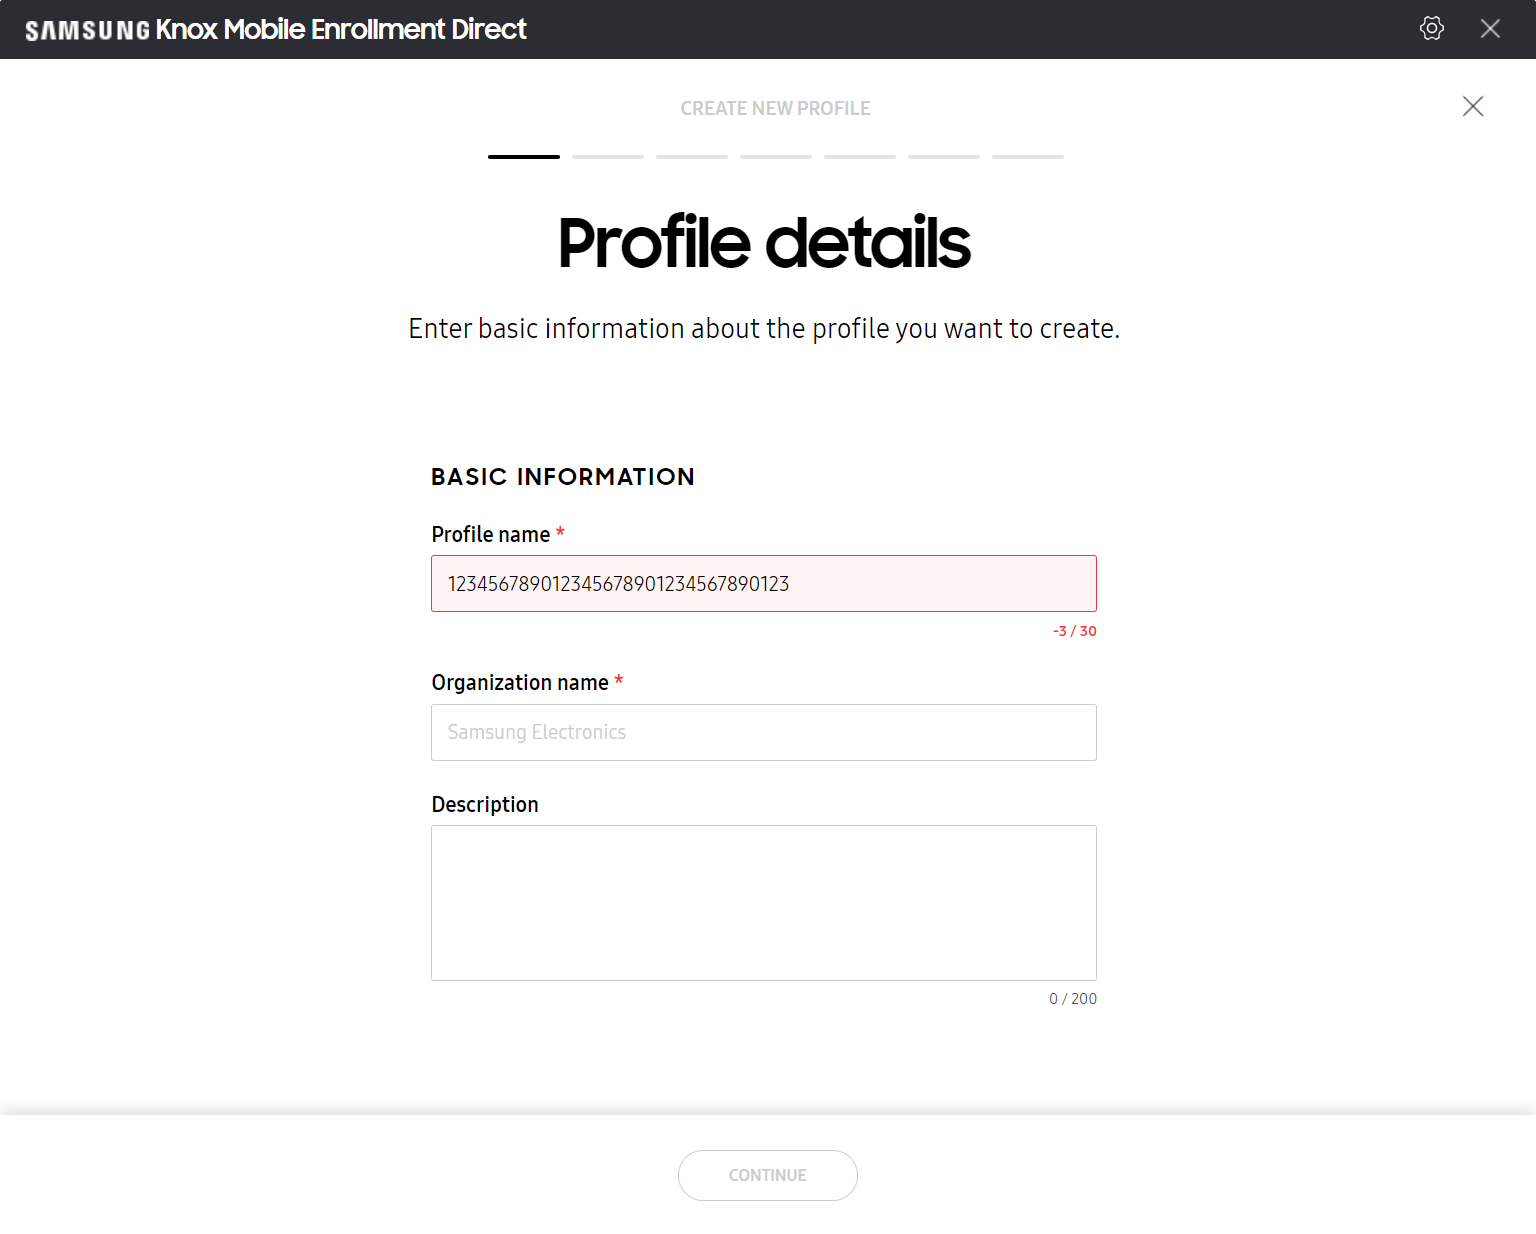 SAMSUNG Knox Mobile Enrollment Direct
CREATE NEW PROFILE
Profile details
Enter basic information about the profile you want to create.
BASIC INFORMATION
Profile name *
123456789012345678901234567890123
-3 / 30
Organization name *
Samsung Electronics
Description
0 / 200
CONTINUE